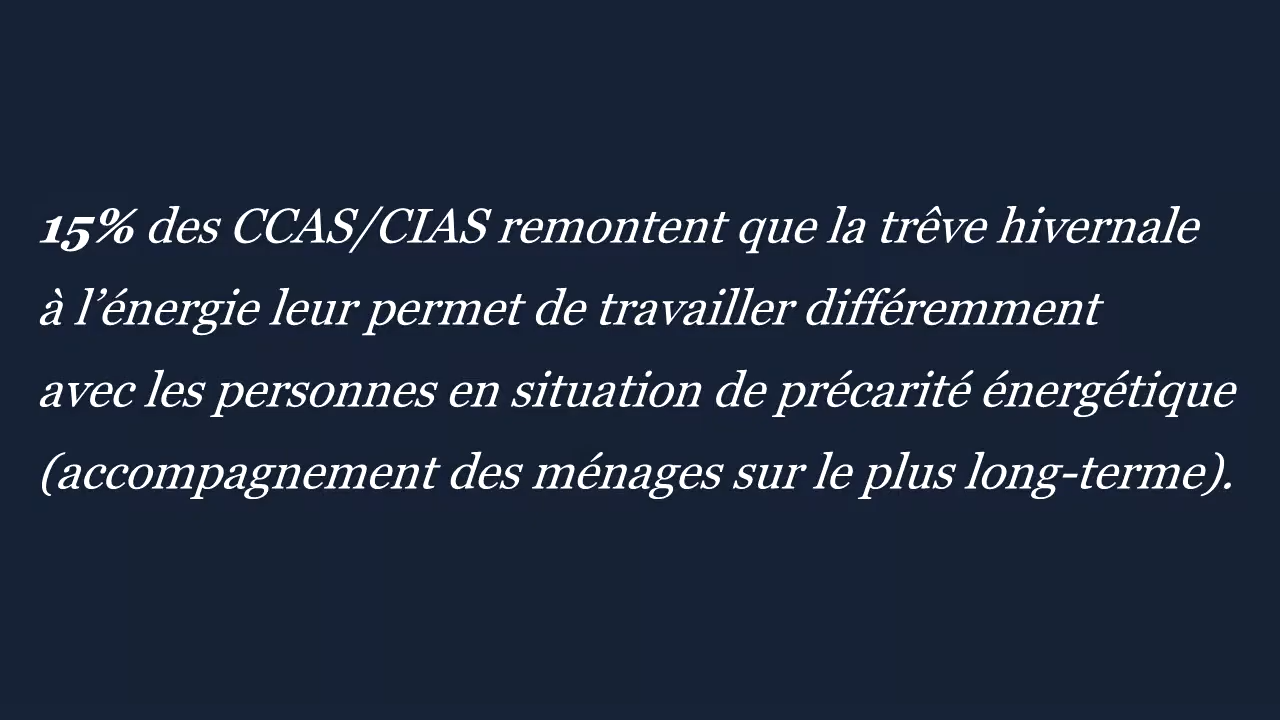 15% des CCAS/CIAS remontent que la trêve hivernale
à l’énergie leur permet de travailler différemment
avec les personnes en situation de précarité énergétique
(accompagnement des ménages sur le plus long-terme).